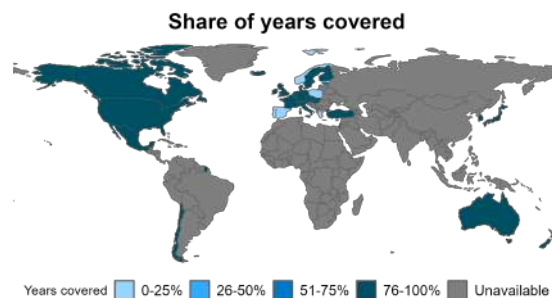 Share of years covered
Years covered 0-25% 26-50% 51-75% 76-100% Unavailable